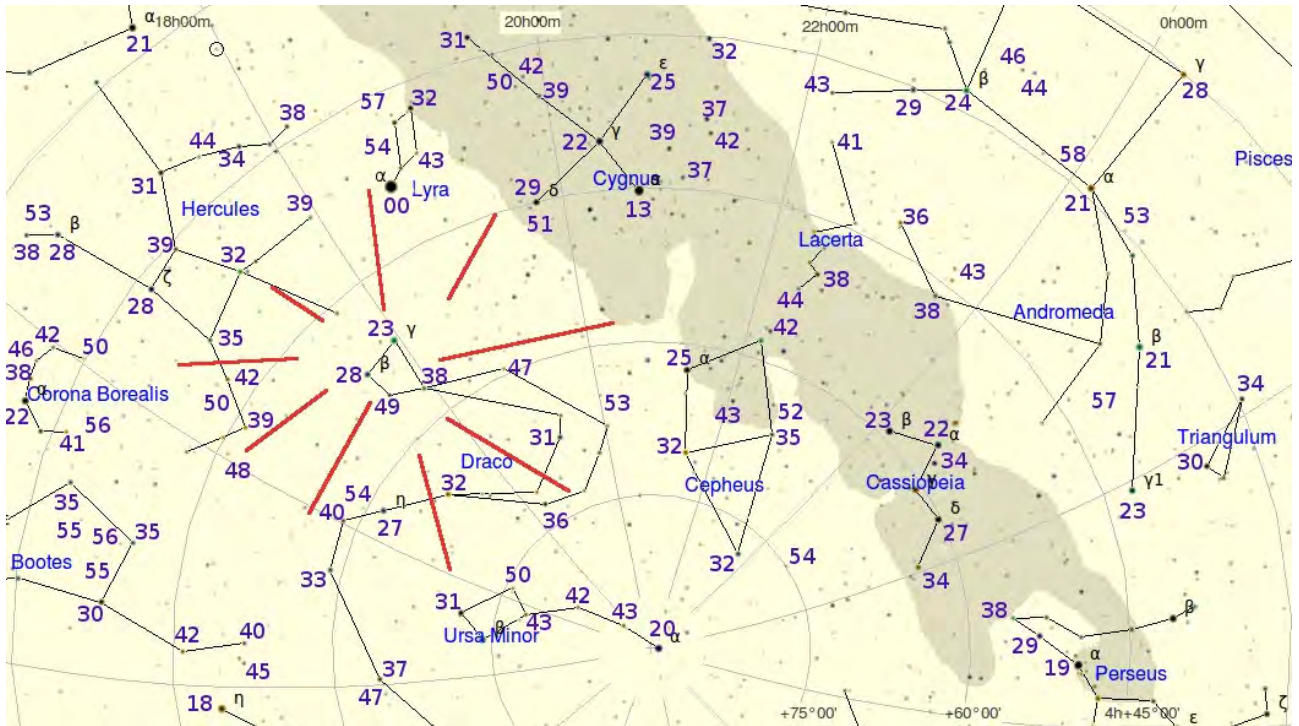 α
18h00m
20h00m
22h00m
0h00m
21
31
32
ε
46
γ
42
50
39
25
43
β
44
28
57
32
29
24
38
37
44
34
54
43
22
γ
39
42
41
58
Pisces
31
α
Lyra
29
δ
Cygnus
α
37
α
Hercules
39
00
51
13
21
53
53
β
36
Lacerta
38
28
39
32
ζ
38
43
28
44
Andromeda
23
γ
38
35
42
β
46
42
50
β
25
α
21
38
28
38
47
α
Corona Borealis
42
49
57
34
22
50
53
43
52
23
β
22
α
41
56
39
31
35
Triangulum
48
Draco
32
34
30
35
54
η
32
Cepheus
Cassiopeia
γ
γ1
40
27
36
δ
23
55
56
35
27
Bootes
32
54
55
33
34
50
30
31
42
43
38
β
42
40
β
43
20
α
29
Ursa Minor
α
45
37
19
Perseus
47
18
η
+75°00'
+60°00'
4h+45°00'
ε
ζ